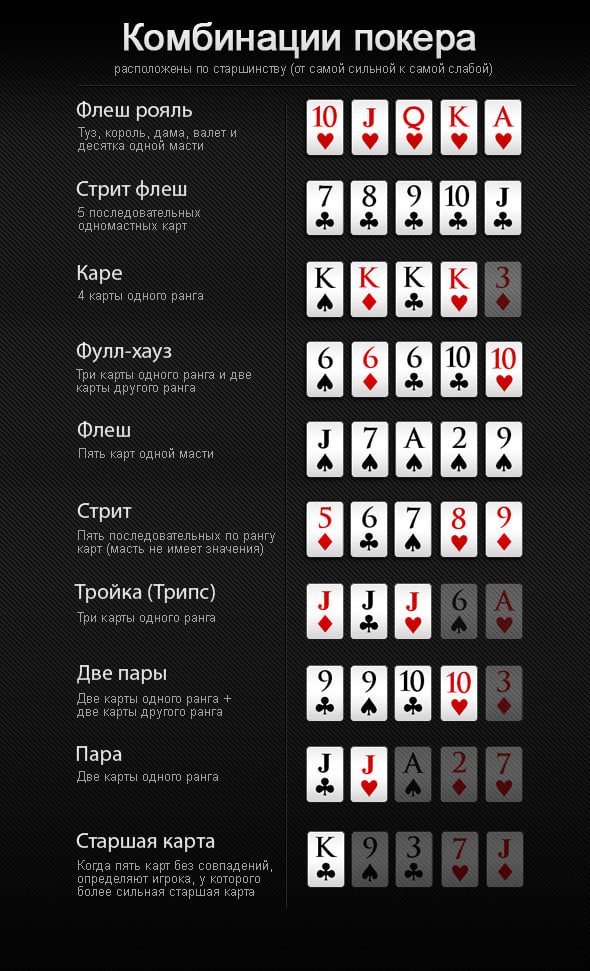 Комбинации покера
расположены по старшинству (от самой сильной к самой слабой)
Флеш рояль
Туз, король, дама, валет и
десятка одной масти
10 J Q K A
Стрит флеш
5 последовательных
одномастных карт
7 8 9 10 J
Каре
4 карты одного ранга
K K K K 3
Фулл-хауз
Три карты одного ранга и две
карты другого ранга
6 6 6 10 10
Флеш
Пять карт одной масти
J 7 A 2 9
Стрит
Пять последовательных по рангу
карт (масть не имеет значения)
5 6 7 8 9
Тройка (Трипс)
Три карты одного ранга
J J J 6 A
Две пары
Две карты одного ранга +
две карты другого ранга
9 9 10 10 3
Пара
Две карты одного ранга
J J A 2 7
Старшая карта
Когда пять карт без совпадений,
определяют игрока, у которого
более сильная старшая карта
K 9 3 7 J